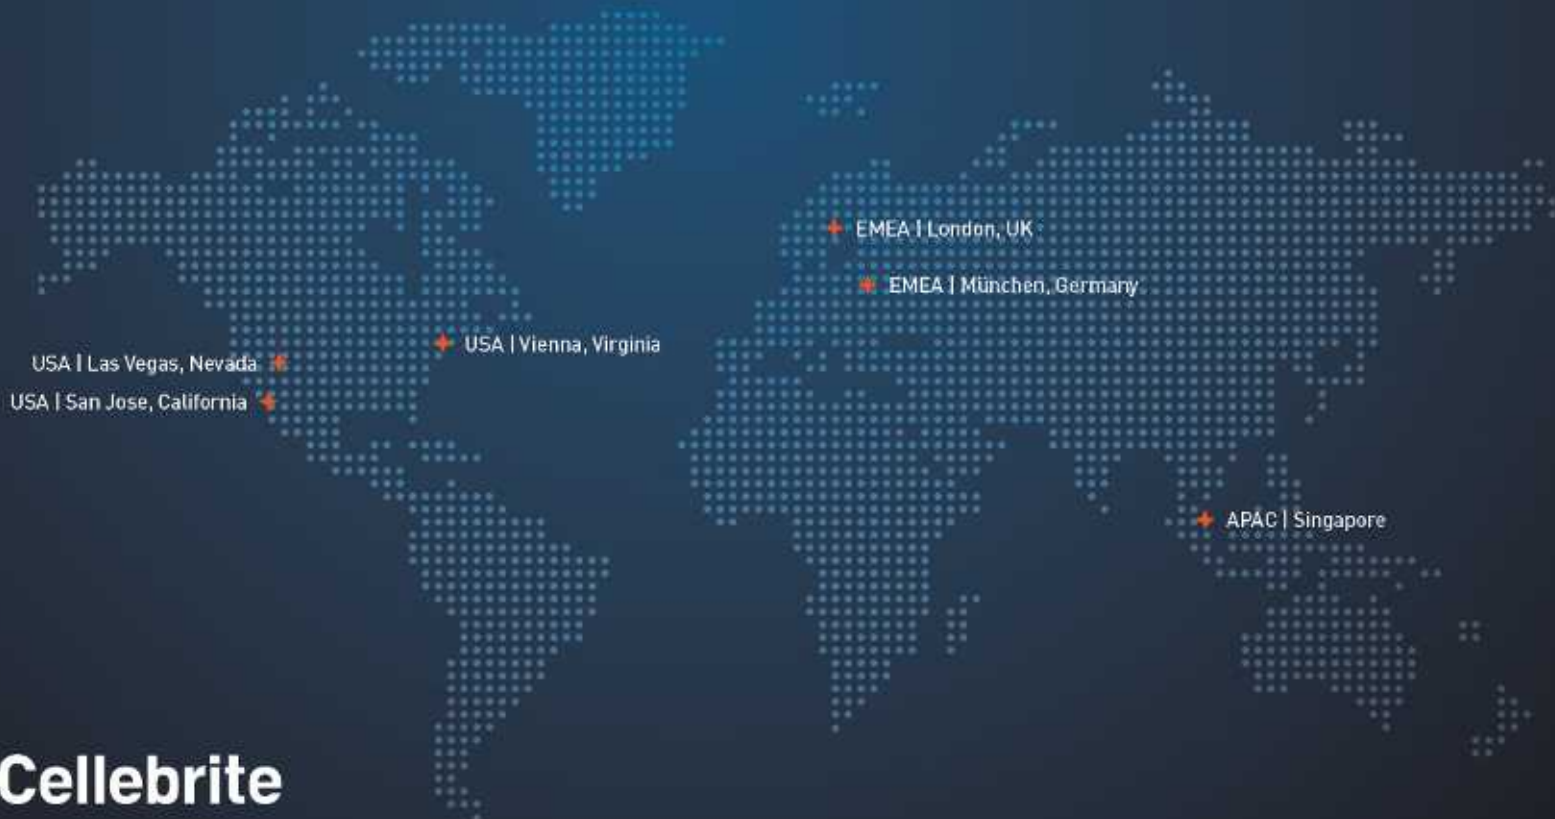 EMEA | London, UK
EMEA | München, Germany
USA | Vienna, Virginia
USA | Las Vegas, Nevada
USA | San Jose, California
APAC | Singapore
Cellebrite